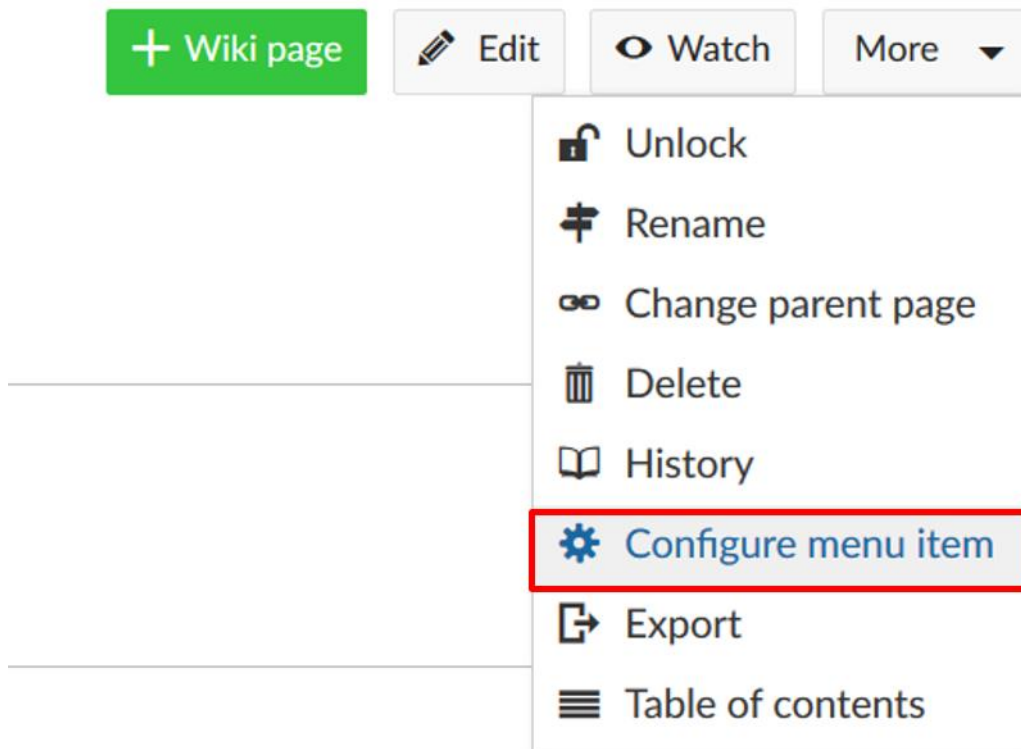 Wiki page Edit Watch More
Unlock
Rename
Change parent page
Delete
History
Configure menu item
Export
Table of contents